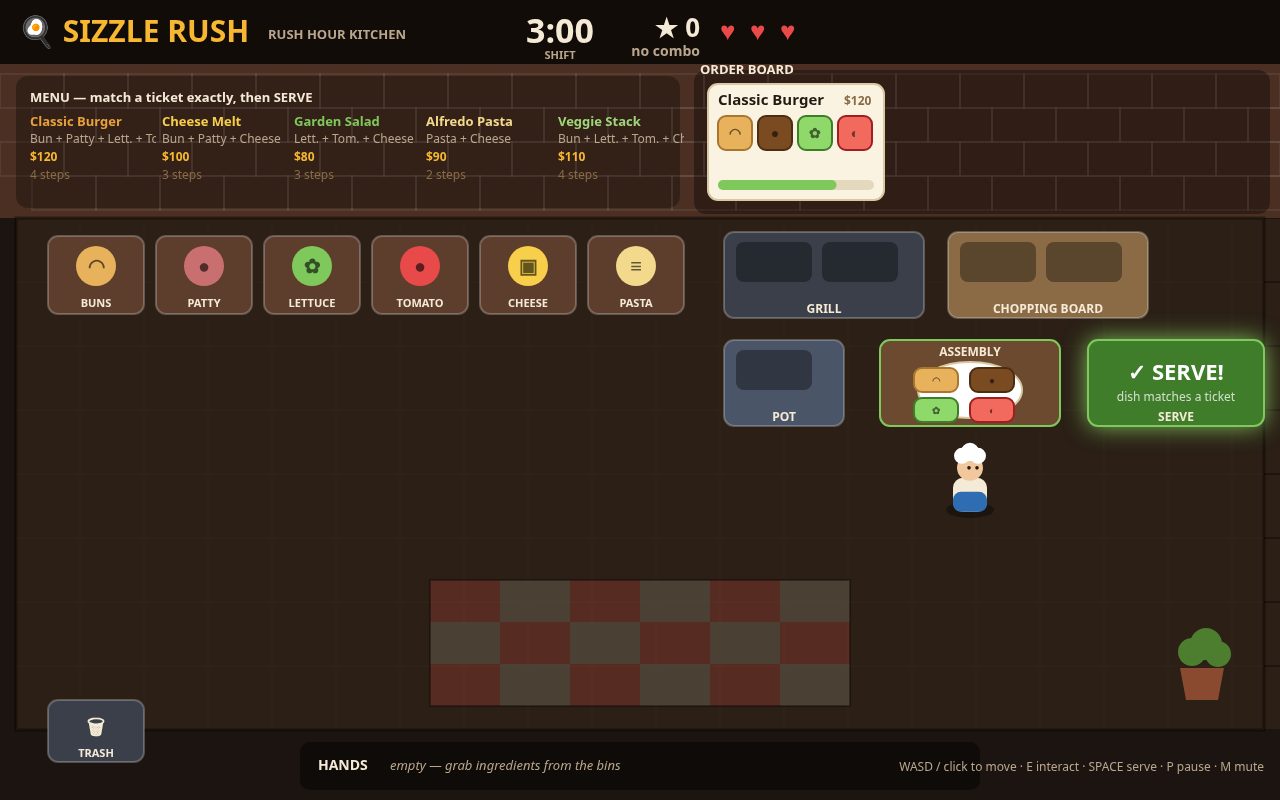 SIZZLE RUSH
RUSH HOUR KITCHEN
3:00
SHIFT
★ 0
no combo
MENU — match a ticket exactly, then SERVE
Classic Burger
Bun + Patty + Lett. + To
$120
4 steps
Cheese Melt
Bun + Patty + Cheese
$100
3 steps
Garden Salad
Lett. + Tom. + Cheese
$80
3 steps
Alfredo Pasta
Pasta + Cheese
$90
2 steps
Veggie Stack
Bun + Lett. + Tom. + Ch
$110
4 steps
ORDER BOARD
Classic Burger $120
BUNS
PATTY
LETTUCE
TOMATO
CHEESE
PASTA
GRILL
CHOPPING BOARD
POT
ASSEMBLY
✓ SERVE!
dish matches a ticket
SERVE
TRASH
HANDS empty — grab ingredients from the bins
WASD / click to move · E interact · SPACE serve · P pause · M mute